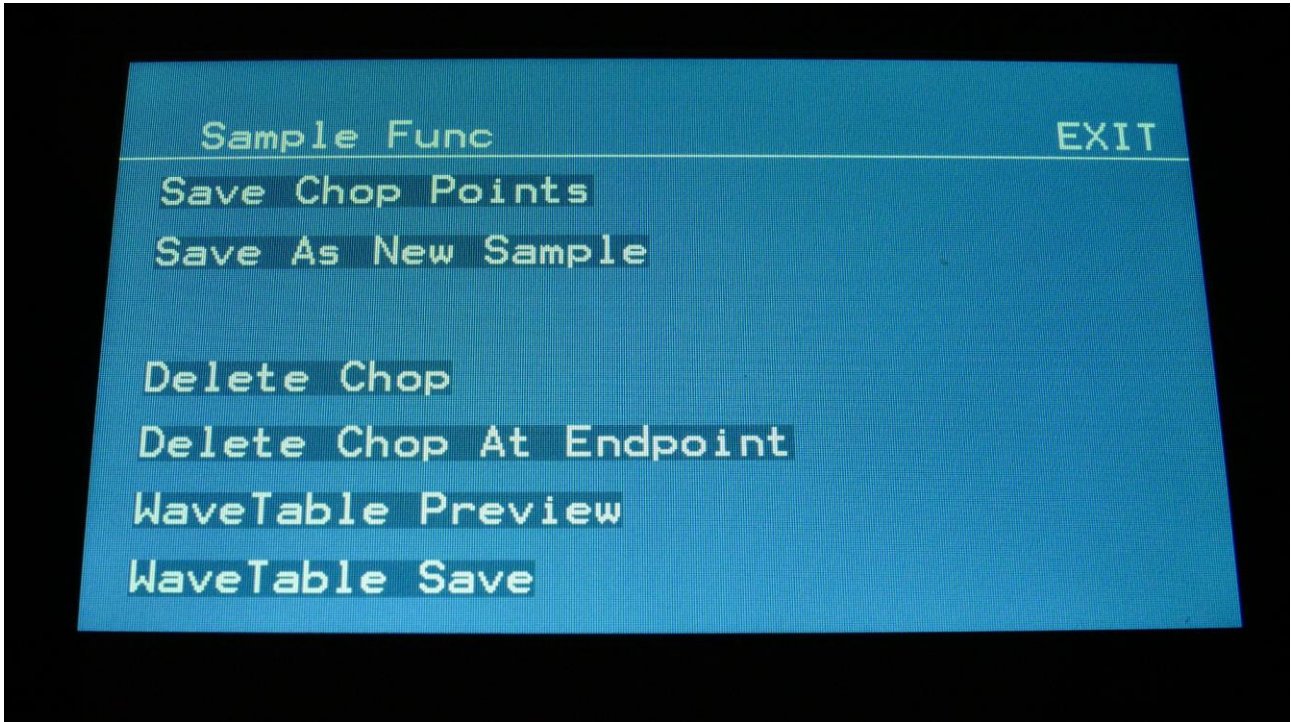 Sample Func EXIT
Save Chop Points
Save As New Sample
Delete Chop
Delete Chop At Endpoint
WaveTable Preview
WaveTable Save